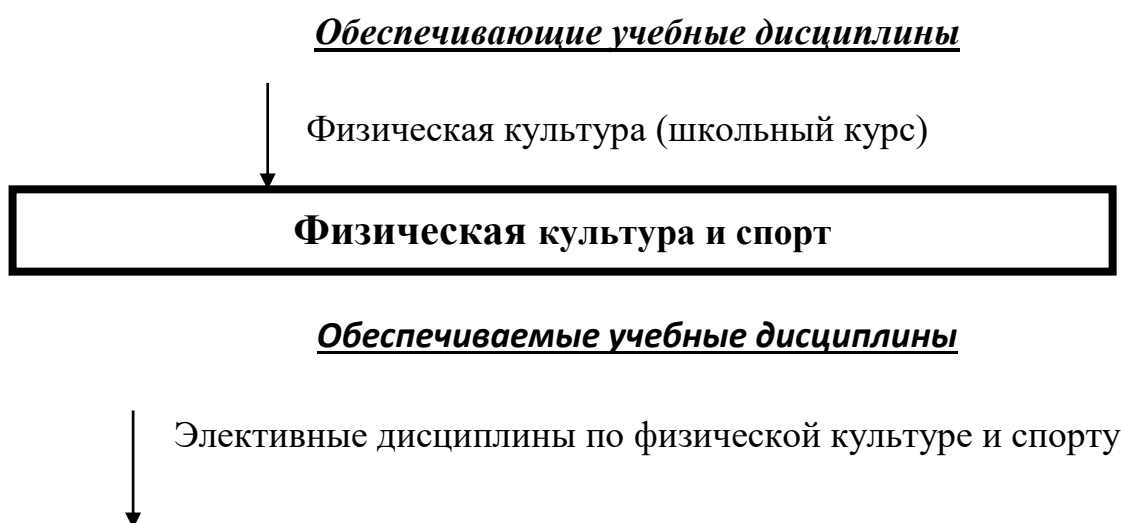 Обеспечивающие учебные дисциплины
Физическая культура (школьный курс)
Физическая культура и спорт
Обеспечиваемые учебные дисциплины
Элективные дисциплины по физической культуре и спорту